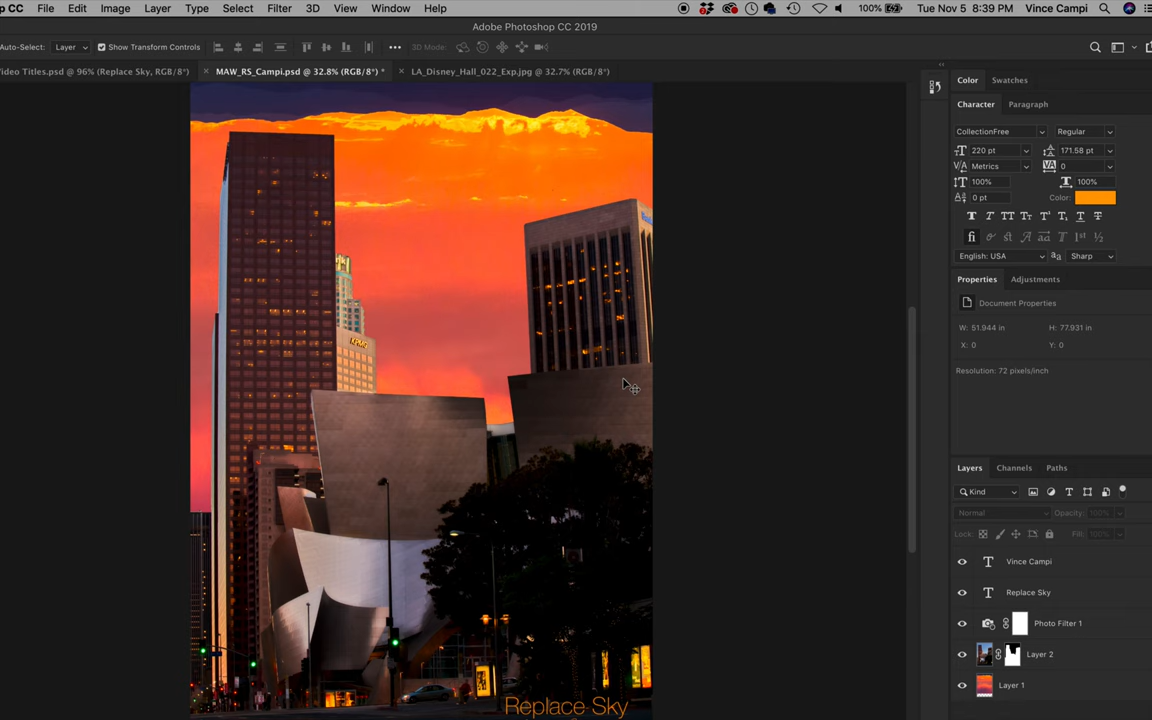 op CC File Edit Image Layer Type Select Filter 3D View Window Help 100% Tue Nov 5 8:39 PM Vince Campi
Adobe Photoshop CC 2019
Auto-Select: Layer Show Transform Controls 3D Mode:
ideo Titles.psd @ 96% (Replace Sky, RGB/8*) × MAW_RS_Campi.psd @ 32.8% (RGB/8*) * × LA_Disney_Hall_022_Exp.jpg @ 32.7% (RGB/8*)
Color Swatches
Character Paragraph
CollectionFree Regular
220 pt 171.58 pt
Metrics 0
100% 100%
0 pt Color:
English: USA Sharp
Properties Adjustments
Document Properties
W: 51.944 in H: 77.931 in
X: 0 Y: 0
Resolution: 72 pixels/inch
KPMG
Layers Channels Paths
Kind
Normal Opacity: 100%
Lock: Fill: 100%
Vince Campi
Replace Sky
Photo Filter 1
Layer 2
Layer 1
Replace Sky